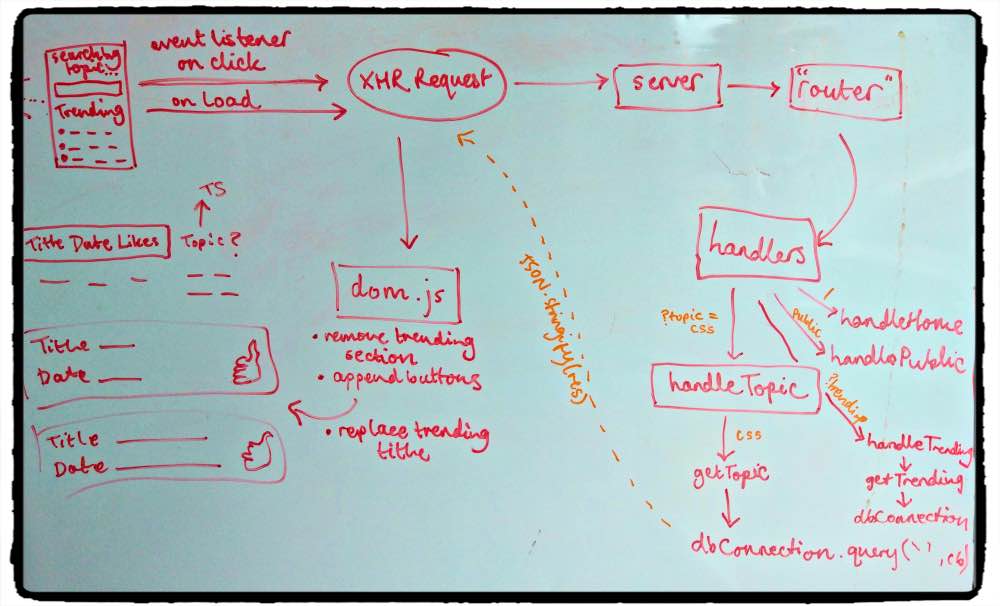 searching
topic...
Trending
event listener
on click
on Load
XHR Request
server
"router"
TS
Title Date Likes
Topic?
Title
Date
Title
Date
dom.js
• remove trending
section
• append buttons
• replace trending
title
JSON.stringify(res)
handlers
/
handleHome
public
handlePublic
?topic=
css
handleTopic
?trending
handleTrending
getTrending
dbConnection
css
getTopic
dbConnection.query(`` , cb)